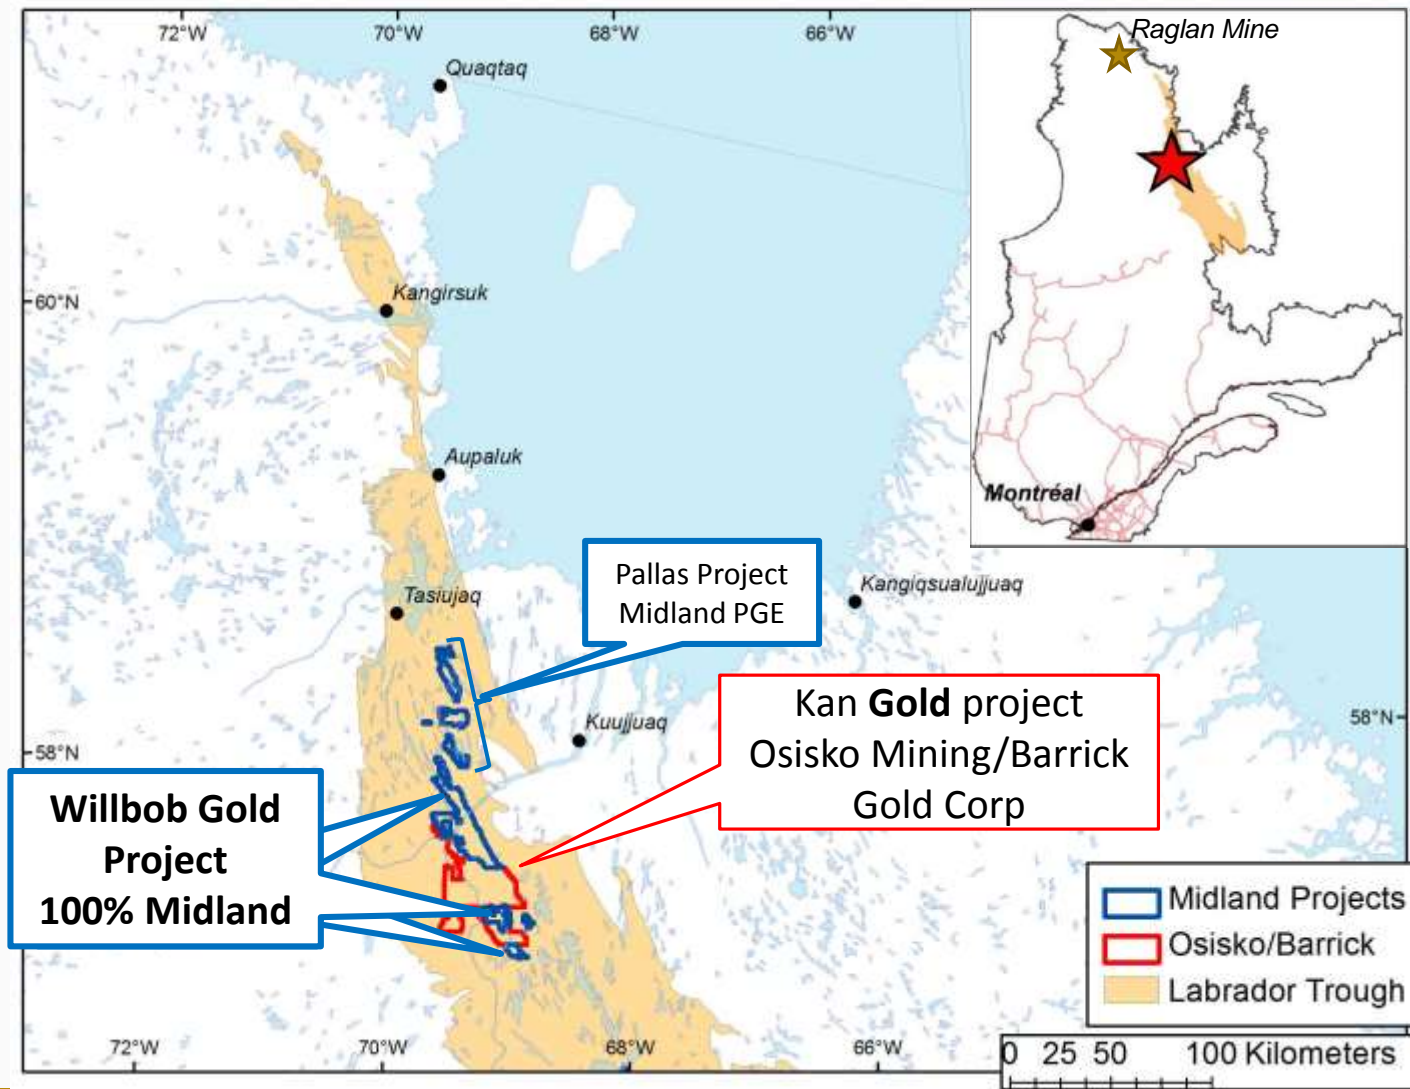 72°W
70°W
68°W
66°W
Raglan Mine
Quaqtaq
60°N
Kangirsuk
Aupaluk
Montréal
Pallas Project
Midland PGE
Tasiujaq
Kangiqsualujjuaq
Kuujjuaq
58°N
58°N
Kan Gold project
Osisko Mining/Barrick
Gold Corp
Willbob Gold
Project
100% Midland
Midland Projects
Osisko/Barrick
Labrador Trough
72°W
70°W
68°W
66°W
0 25 50 100 Kilometers